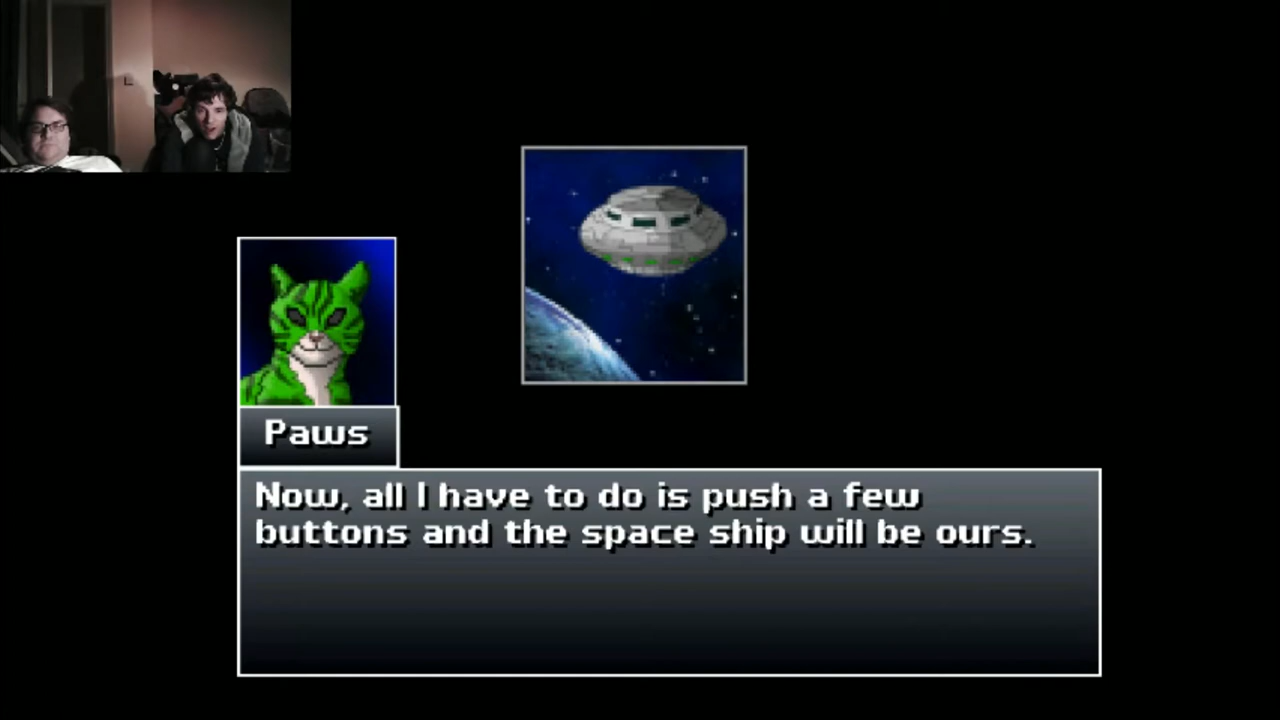 Paws
Now, all I have to do is push a few
buttons and the space ship will be ours.